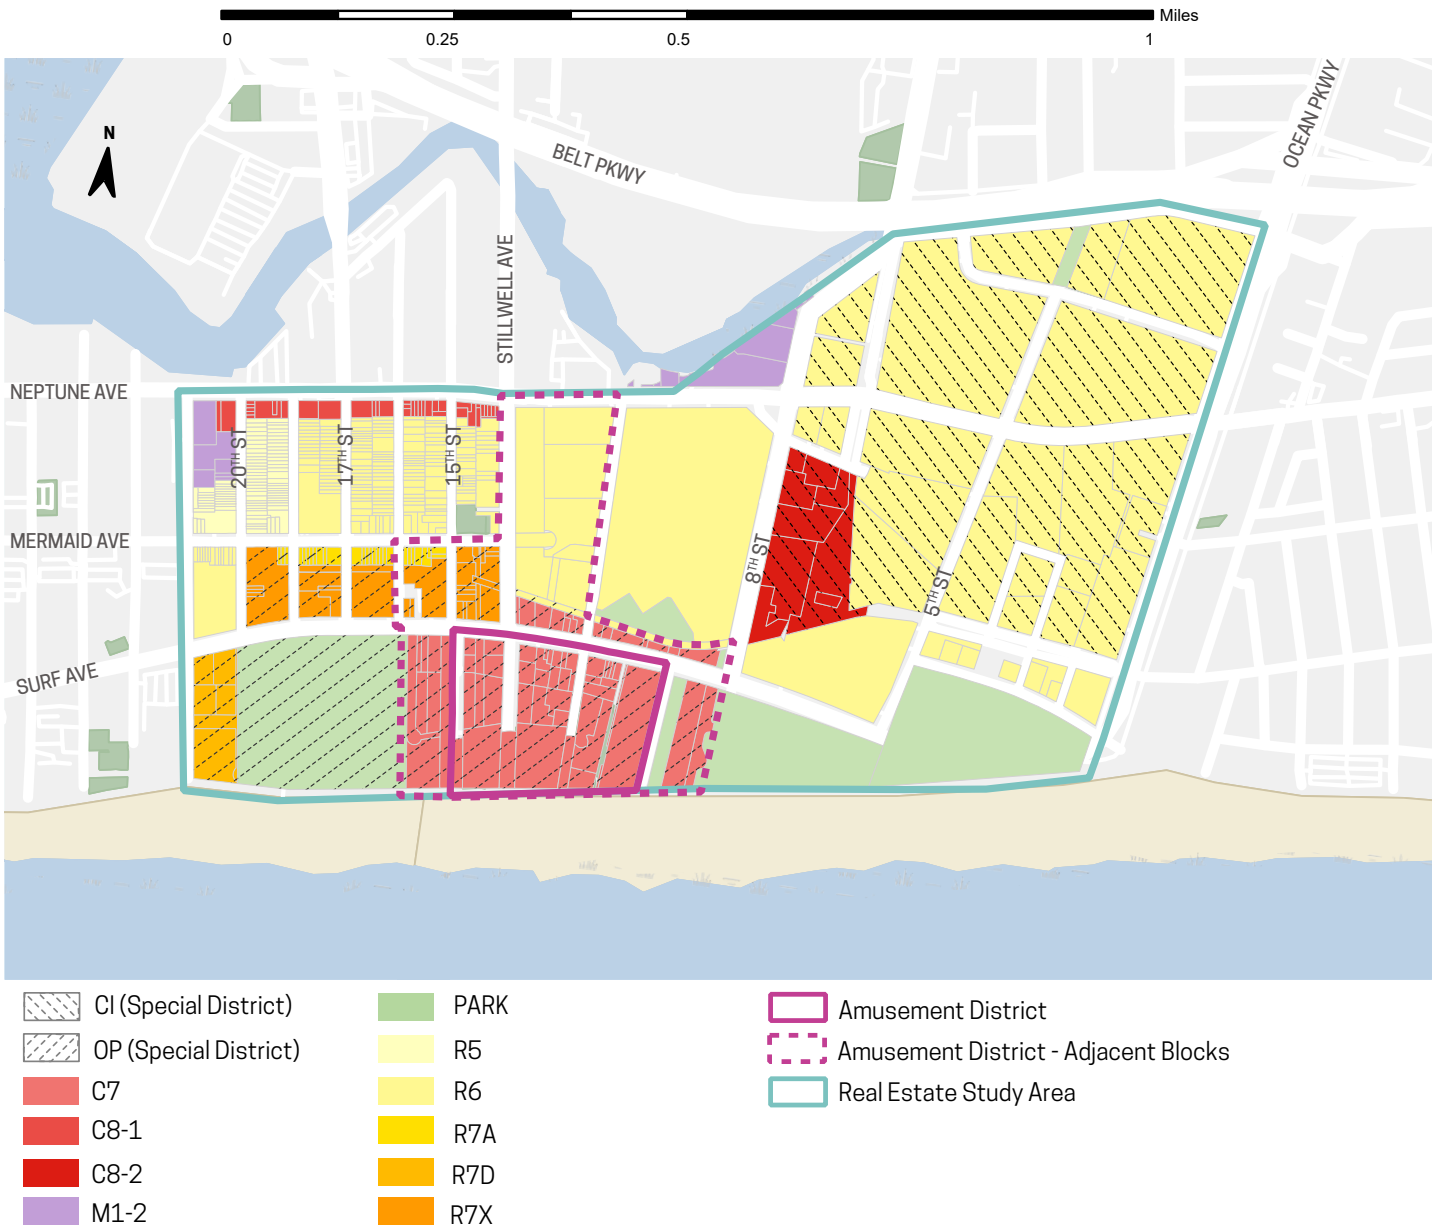 Miles
0 0.25 0.5 1
N
BELT PKWY
OCEAN PKWY
STILLWELL AVE
NEPTUNE AVE
20TH ST
17TH ST
15TH ST
MERMAID AVE
8TH ST
5TH ST
SURF AVE
CI (Special District)
OP (Special District)
C7
C8-1
C8-2
M1-2
PARK
R5
R6
R7A
R7D
R7X
Amusement District
Amusement District - Adjacent Blocks
Real Estate Study Area